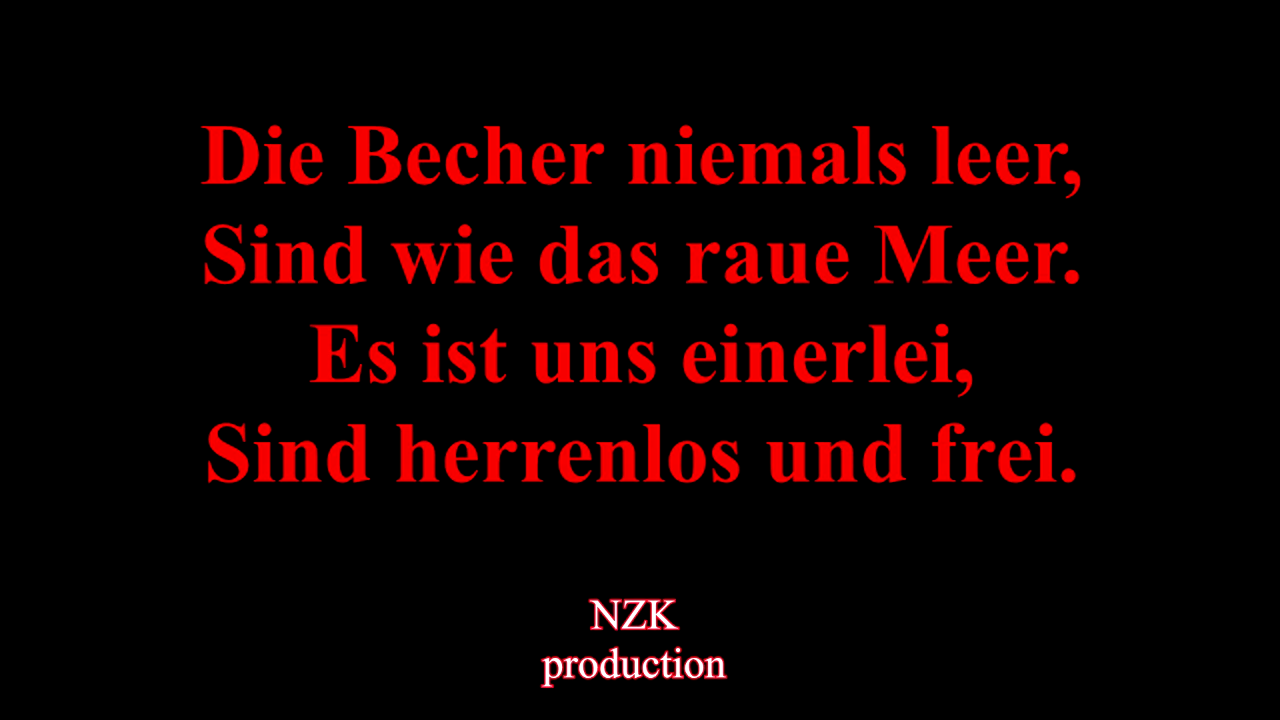 Die Becher niemals leer,
Sind wie das raue Meer.
Es ist uns einerlei,
Sind herrenlos und frei.
NZK
production